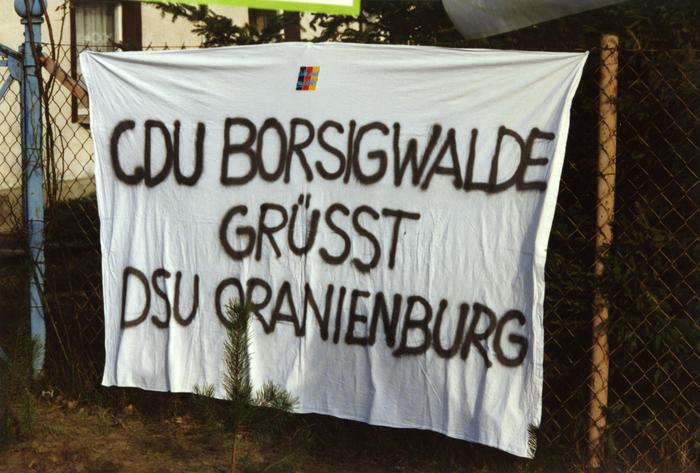 CDU BORSIGWALDE
GRÜSST
DSU ORANIENBURG